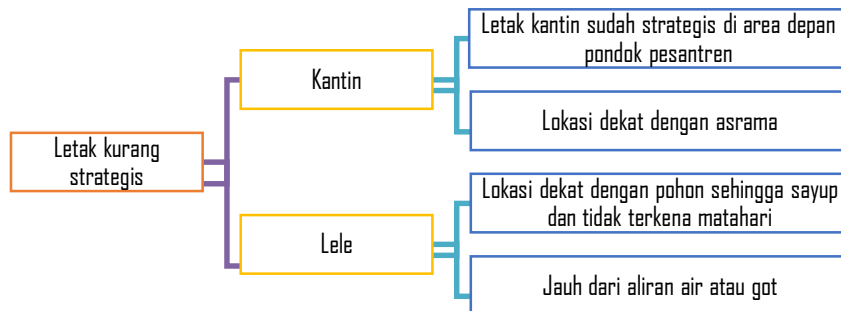 Letak kurang
strategis
Kantin
Letak kantin sudah strategis di area depan
pondok pesantren
Lokasi dekat dengan asrama
Lele
Lokasi dekat dengan pohon sehingga sayup
dan tidak terkena matahari
Jauh dari aliran air atau got